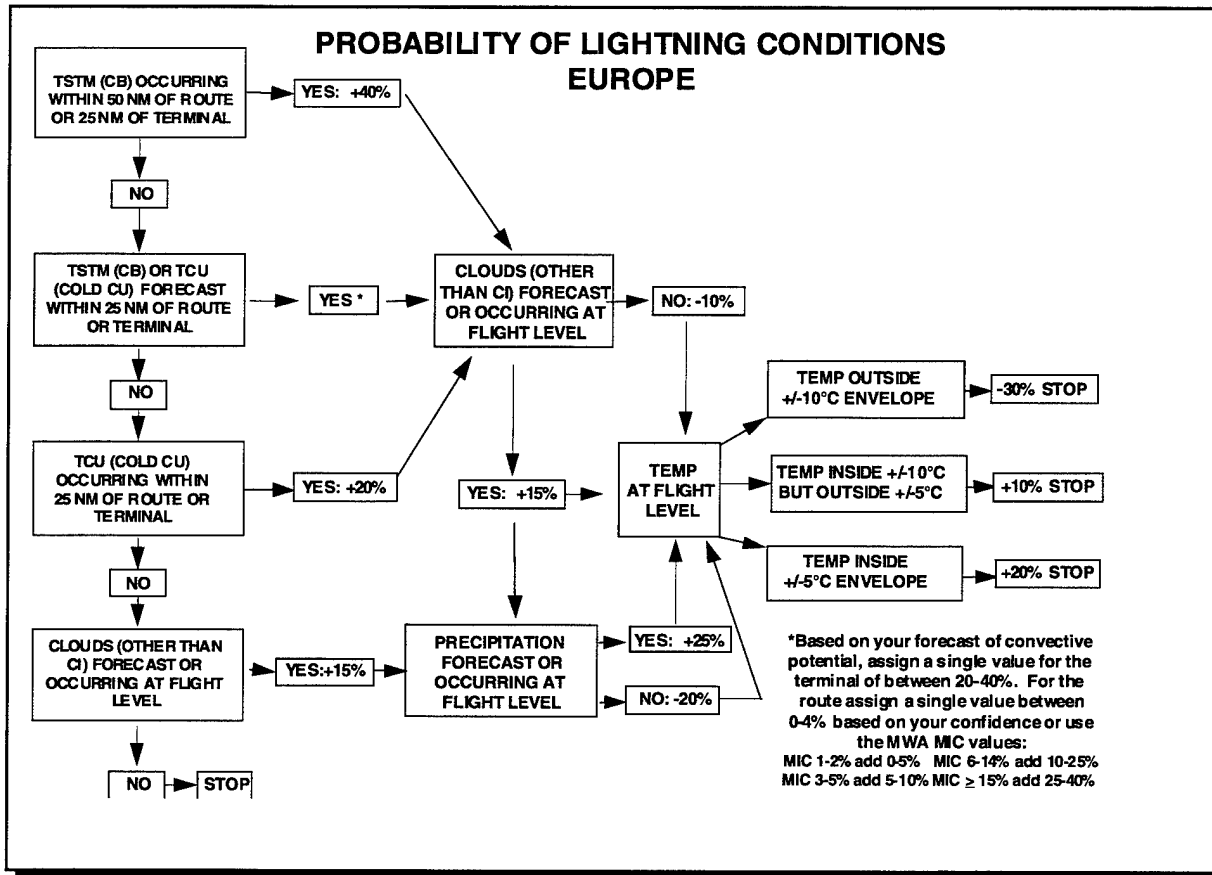 PROBABILITY OF LIGHTNING CONDITIONS
EUROPE
TSTM (CB) OCCURRING
WITHIN 50 NM OF ROUTE
OR 25 NM OF TERMINAL
YES: +40%
NO
TSTM (CB) OR TCU
(COLD CU) FORECAST
WITHIN 25 NM OF ROUTE
OR TERMINAL
YES *
CLOUDS (OTHER
THAN CI) FORECAST
OR OCCURRING AT
FLIGHT LEVEL
NO: -10%
NO
TCU (COLD CU)
OCCURRING WITHIN
25 NM OF ROUTE OR
TERMINAL
YES: +20%
YES: +15%
TEMP
AT FLIGHT
LEVEL
TEMP OUTSIDE
+/-10°C ENVELOPE
-30% STOP
TEMP INSIDE +/-10°C
BUT OUTSIDE +/-5°C
+10% STOP
TEMP INSIDE
+/-5°C ENVELOPE
+20% STOP
NO
CLOUDS (OTHER THAN
CI) FORECAST OR
OCCURRING AT FLIGHT
LEVEL
YES:+15%
PRECIPITATION
FORECAST OR
OCCURRING AT
FLIGHT LEVEL
YES: +25%
NO: -20%
NO
STOP
*Based on your forecast of convective
potential, assign a single value for the
terminal of between 20-40%. For the
route assign a single value between
0-4% based on your confidence or use
the MWA MIC values:
MIC 1-2% add 0-5% MIC 6-14% add 10-25%
MIC 3-5% add 5-10% MIC ≥ 15% add 25-40%